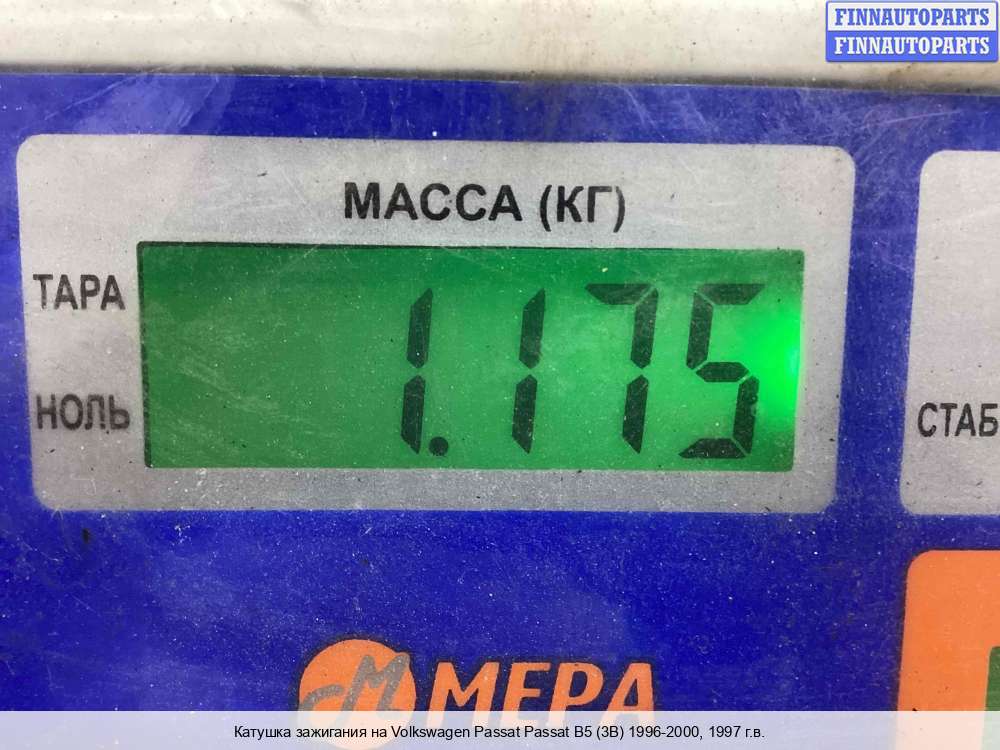 FINNAUTOPARTS
FINNAUTOPARTS
МАССА (КГ)
ТАРА
1.175
НОЛЬ
СТАБ
М МЕРА
Катушка зажигания на Volkswagen Passat Passat B5 (3B) 1996-2000, 1997 г.в.